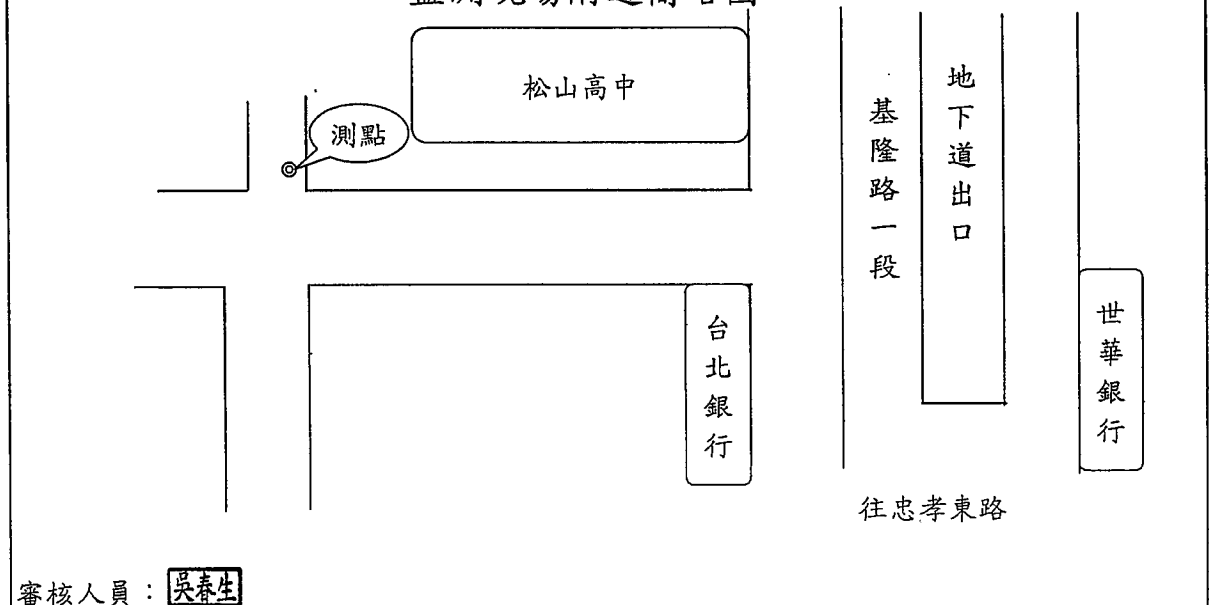 松山高中
測點
基隆路一段
地下道出口
台北銀行
世華銀行
往忠孝東路
審核人員：吳春生